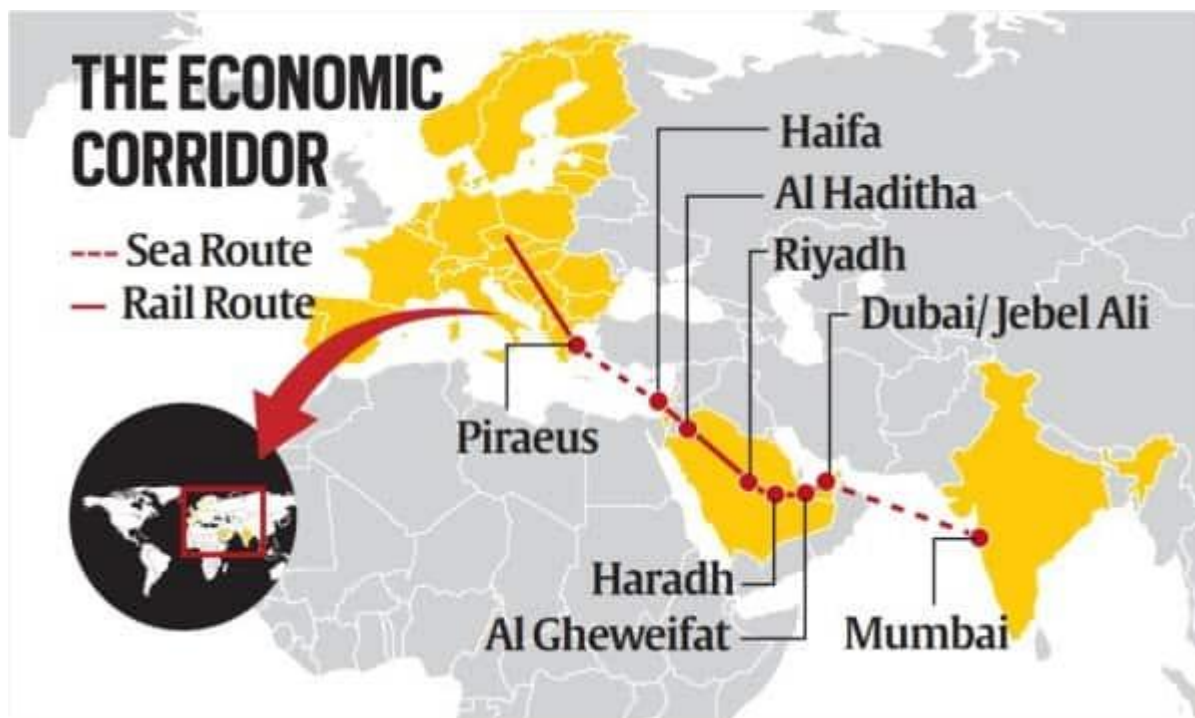 THE ECONOMIC
CORRIDOR
Sea Route
Rail Route
Haifa
Al Haditha
Riyadh
Dubai/ Jebel Ali
Piraeus
Haradh
Al Gheweifat
Mumbai